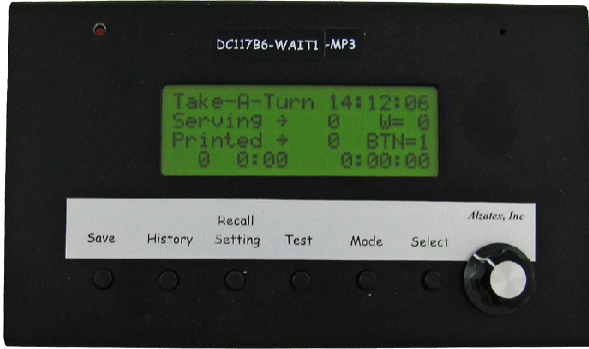 DC117B6-WAIT1-MP3
Take-A-Turn 14:12:06
Serving → 0 W= 0
Printed → 0 BTN=1
0 0:00 0:00:00
Alzatex, Inc
Recall
Save History Setting Test Mode Select